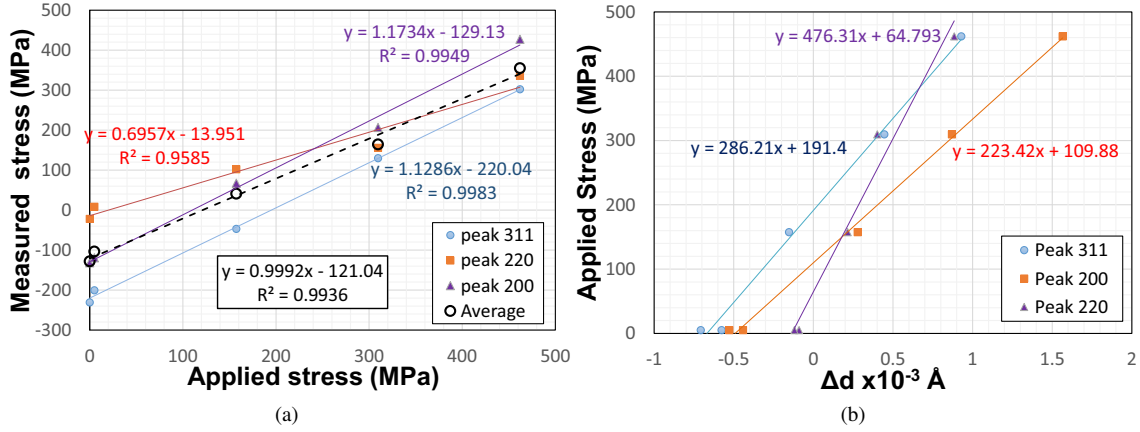 (a)
500
400
300
200
100
0
-100
-200
-300
Measured stress (MPa)
y = 1.1734x - 129.13
R² = 0.9949
y = 0.6957x - 13.951
R² = 0.9585
y = 1.1286x - 220.04
R² = 0.9983
y = 0.9992x - 121.04
R² = 0.9936
peak 311
peak 220
peak 200
Average
0 100 200 300 400 500
Applied stress (MPa)
(b)
500
400
300
200
100
0
Applied Stress (MPa)
y = 476.31x + 64.793
y = 286.21x + 191.4
y = 223.42x + 109.88
Peak 311
Peak 200
Peak 220
-1 -0.5 0 0.5 1 1.5 2
Δd x10⁻³ Å